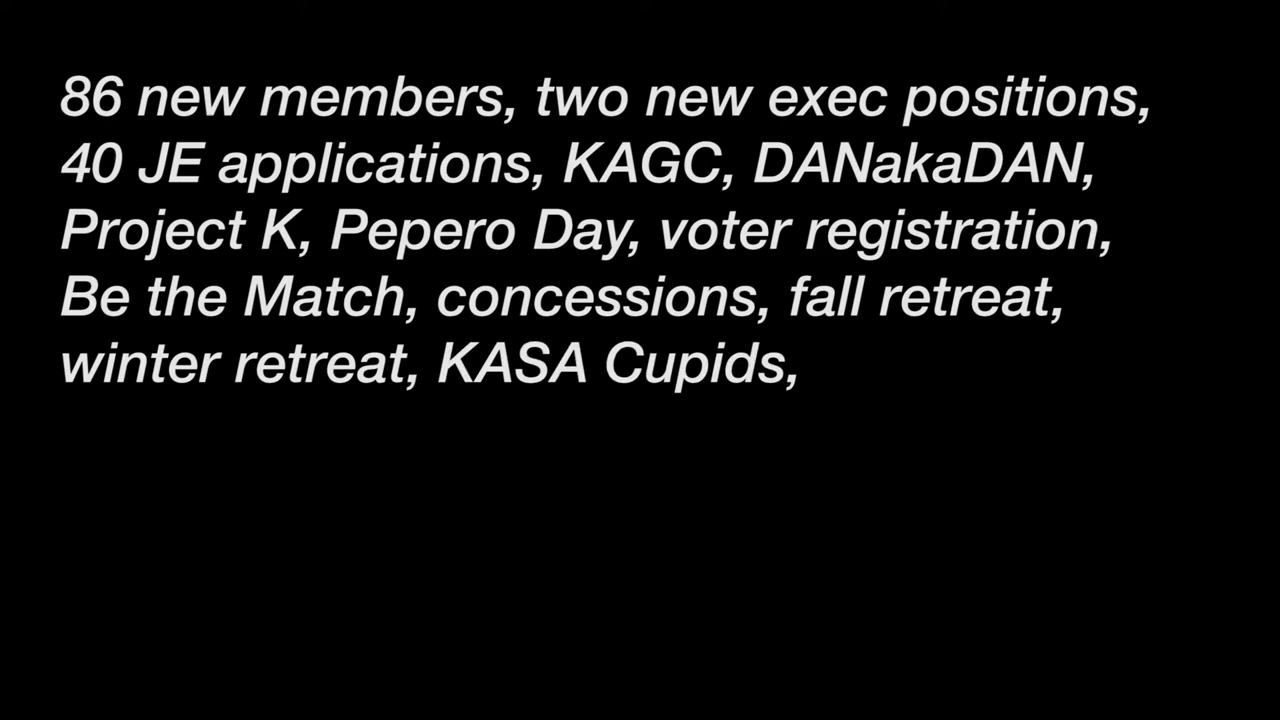 86 new members, two new exec positions,
40 JE applications, KAGC, DANakaDAN,
Project K, Pepero Day, voter registration,
Be the Match, concessions, fall retreat,
winter retreat, KASA Cupids,